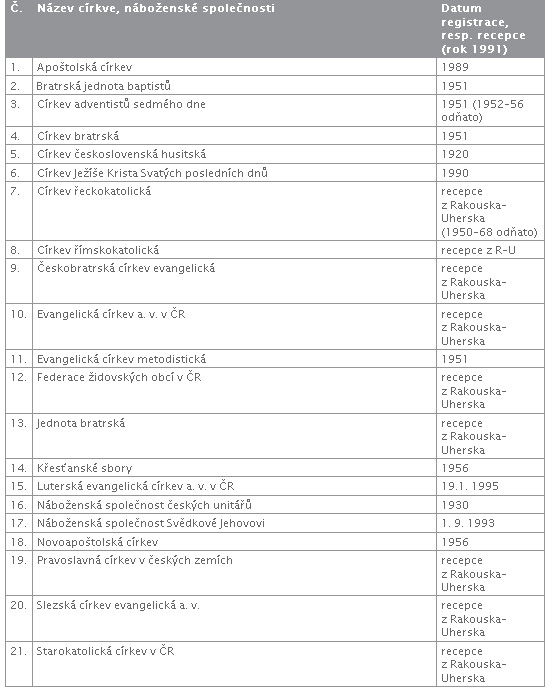 Č. Název církve, náboženské společnosti Datum
registrace,
resp. recepce
(rok 1991)
1. Apoštolská církev 1989
2. Bratrská jednota baptistů 1951
3. Církev adventistů sedmého dne 1951 (1952–56
odňato)
4. Církev bratrská 1951
5. Církev československá husitská 1920
6. Církev Ježíše Krista Svatých posledních dnů 1990
7. Církev řeckokatolická recepce
z Rakouska–
Uherska
(1950–68 odňato)
8. Církev římskokatolická recepce z R–U
9. Českobratrská církev evangelická recepce
z Rakouska–
Uherska
10. Evangelická církev a. v. v ČR recepce
z Rakouska–
Uherska
11. Evangelická církev metodistická 1951
12. Federace židovských obcí v ČR recepce
z Rakouska–
Uherska
13. Jednota bratrská recepce
z Rakouska–
Uherska
14. Křesťanské sbory 1956
15. Luterská evangelická církev a. v. v ČR 19.1. 1995
16. Náboženská společnost českých unitářů 1930
17. Náboženská společnost Svědkové Jehovovi 1. 9. 1993
18. Novoapoštolská církev 1956
19. Pravoslavná církev v českých zemích recepce
z Rakouska–
Uherska
20. Slezská církev evangelická a. v. recepce
z Rakouska–
Uherska
21. Starokatolická církev v ČR recepce
z Rakouska–
Uherska